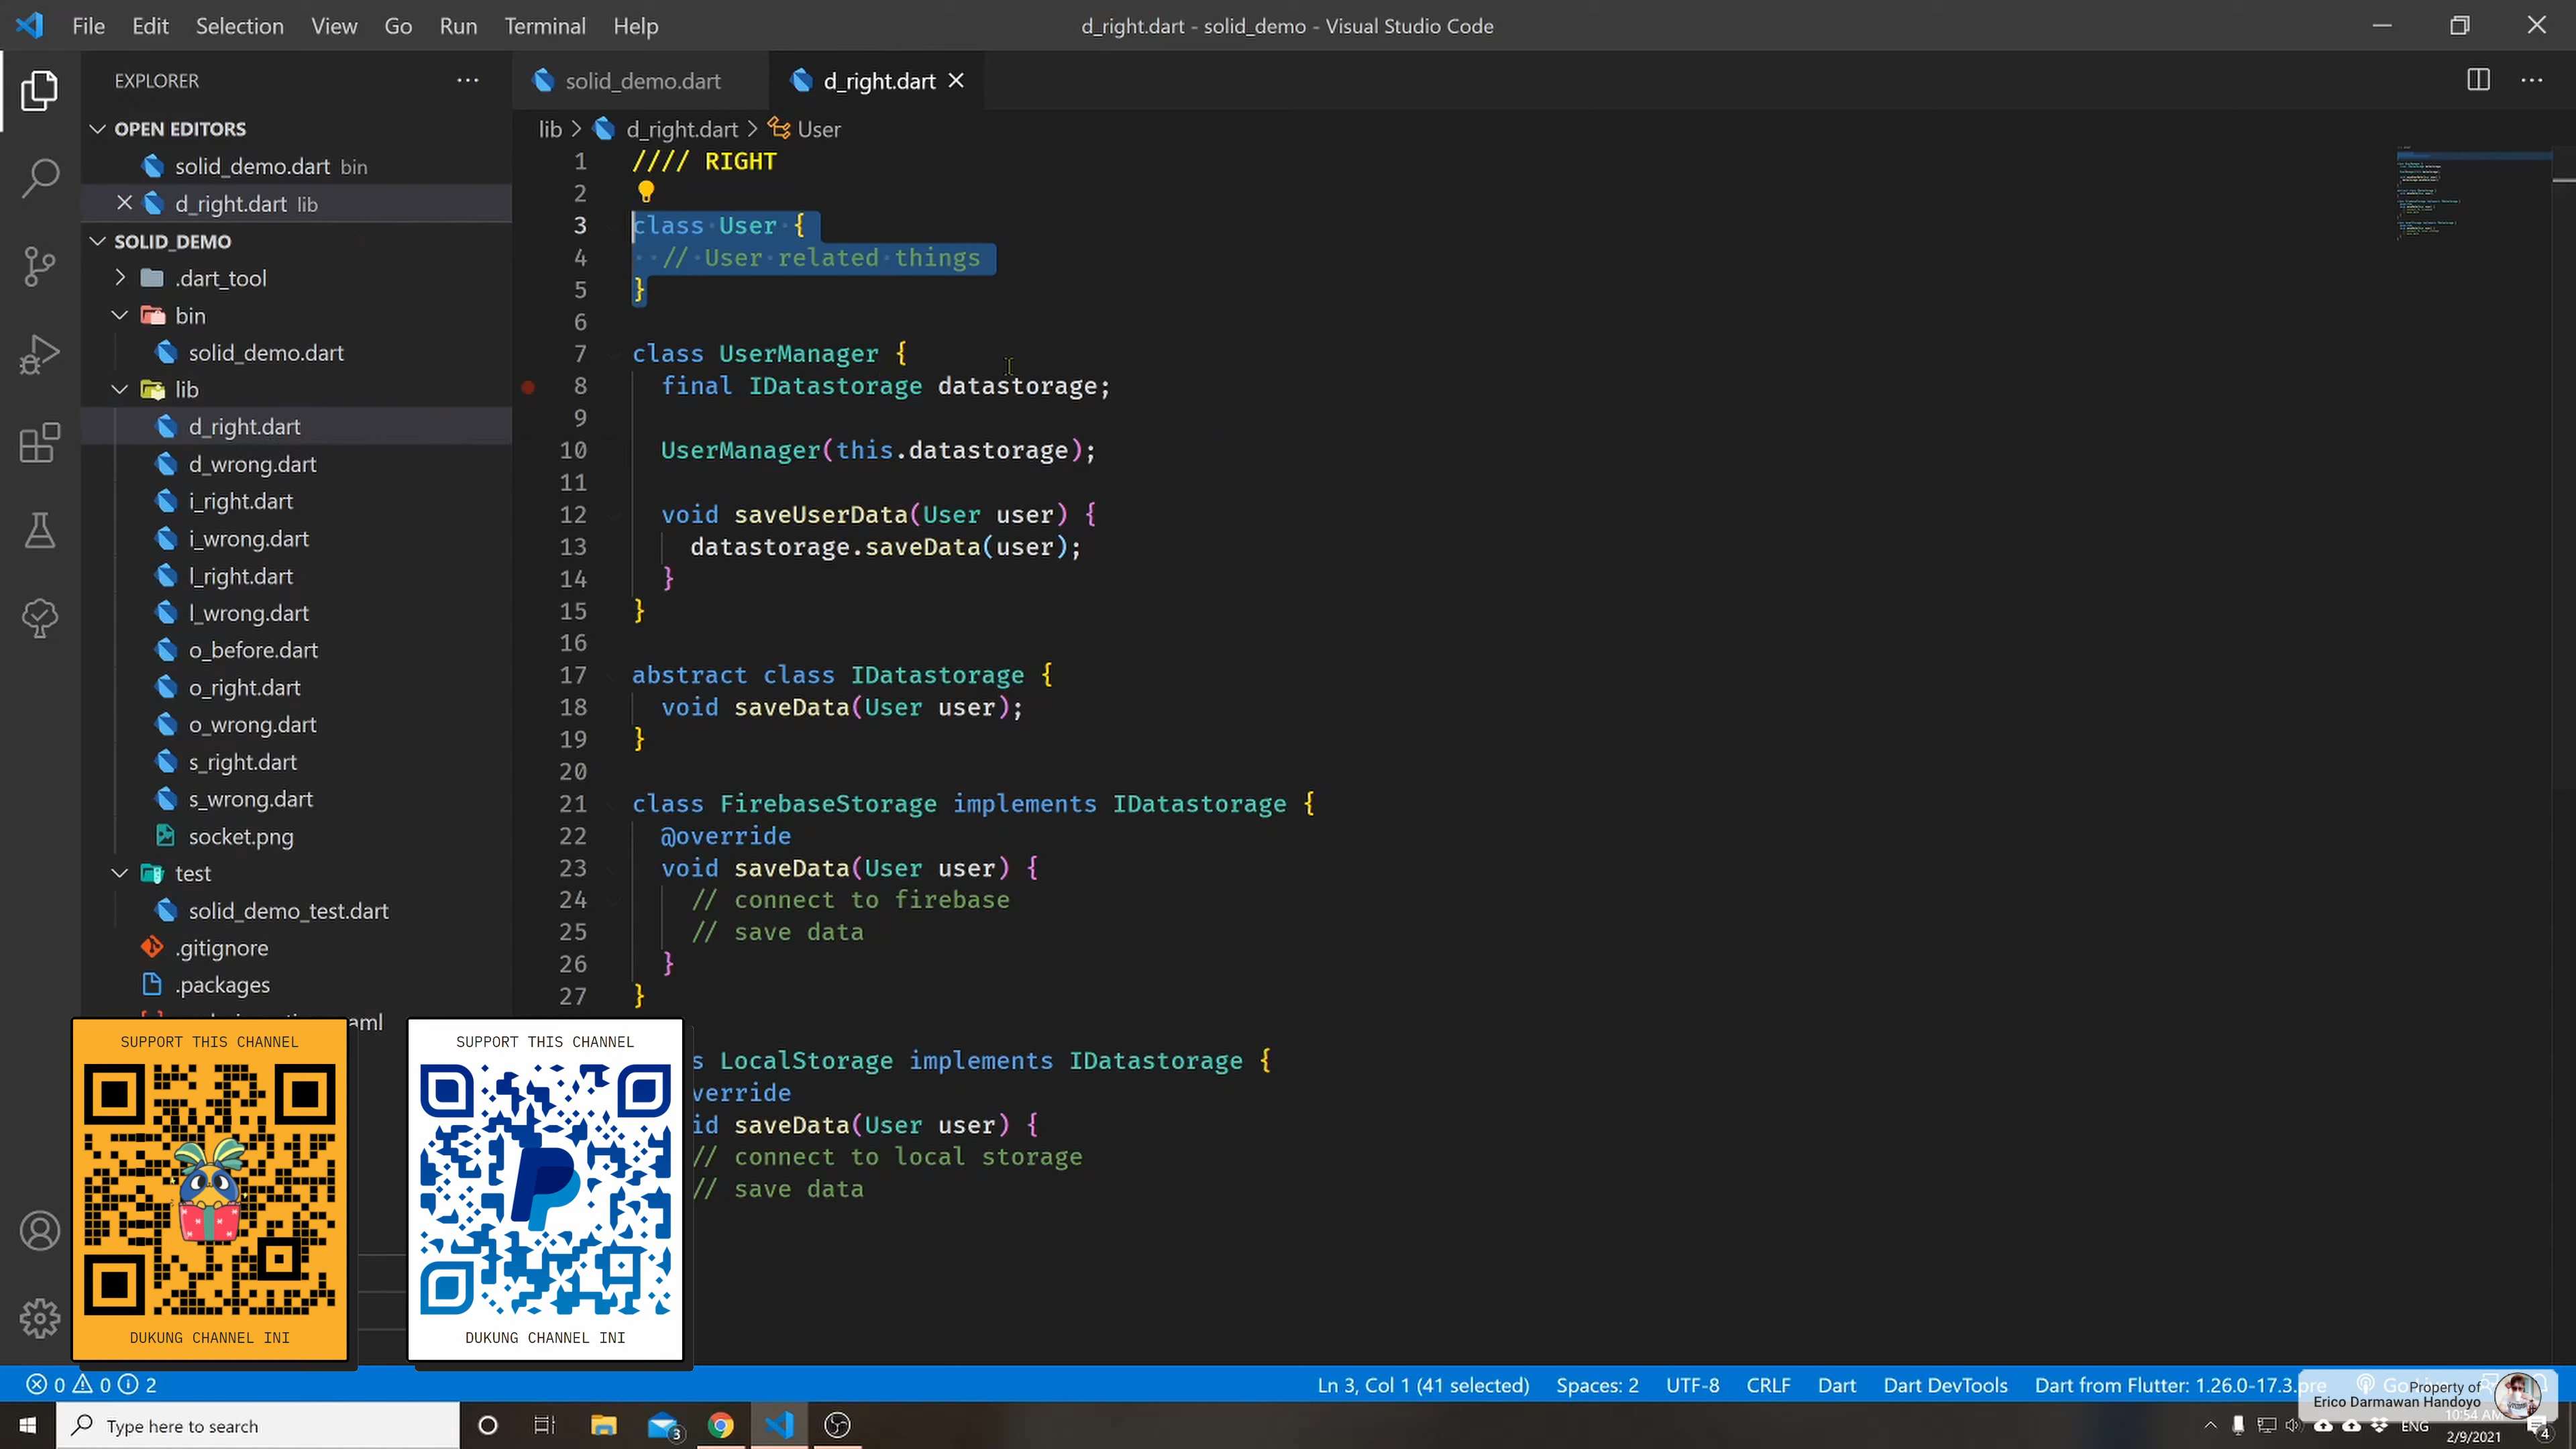 File Edit Selection View Go Run Terminal Help
d_right.dart - solid_demo - Visual Studio Code
EXPLORER
OPEN EDITORS
solid_demo.dart bin
d_right.dart lib
SOLID_DEMO
.dart_tool
bin
solid_demo.dart
lib
d_right.dart
d_wrong.dart
i_right.dart
i_wrong.dart
l_right.dart
l_wrong.dart
o_before.dart
o_right.dart
o_wrong.dart
s_right.dart
s_wrong.dart
socket.png
test
solid_demo_test.dart
.gitignore
.packages
aml
solid_demo.dart
d_right.dart
lib > d_right.dart > User
1 //// RIGHT
2
3 class User {
4 // User related things
5 }
6
7 class UserManager {
8 final IDatastorage datastorage;
9
10 UserManager(this.datastorage);
11
12 void saveUserData(User user) {
13 datastorage.saveData(user);
14 }
15 }
16
17 abstract class IDatastorage {
18 void saveData(User user);
19 }
20
21 class FirebaseStorage implements IDatastorage {
22 @override
23 void saveData(User user) {
24 // connect to firebase
25 // save data
26 }
27 }
s LocalStorage implements IDatastorage {
verride
id saveData(User user) {
// connect to local storage
// save data
SUPPORT THIS CHANNEL
DUKUNG CHANNEL INI
SUPPORT THIS CHANNEL
P
DUKUNG CHANNEL INI
0 0 2
Ln 3, Col 1 (41 selected) Spaces: 2 UTF-8 CRLF Dart Dart DevTools Dart from Flutter: 1.26.0-17.3.pre
Property of
Erico Darmawan Handoyo
Type here to search
3
ENG
10:54 AM
2/9/2021
4